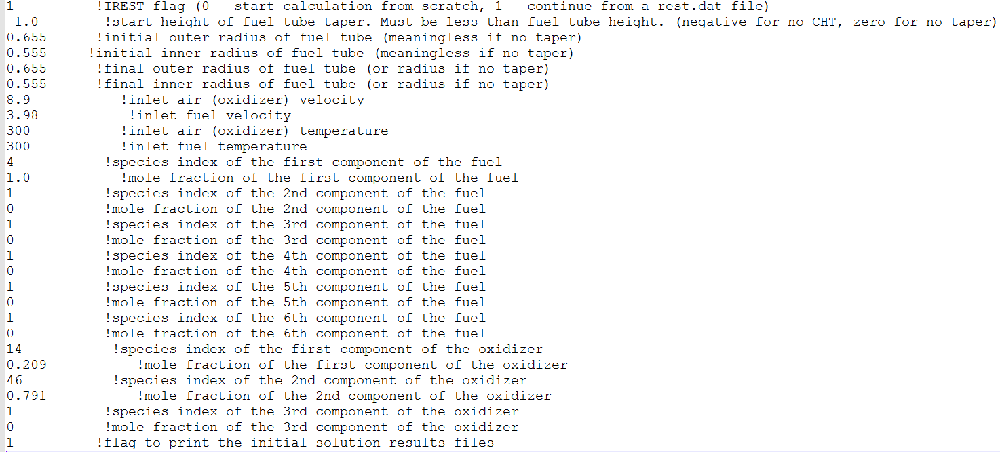 1 !IREST flag (0 = start calculation from scratch, 1 = continue from a rest.dat file)
-1.0 !start height of fuel tube taper. Must be less than fuel tube height. (negative for no CHT, zero for no taper)
0.655 !initial outer radius of fuel tube (meaningless if no taper)
0.555 !initial inner radius of fuel tube (meaningless if no taper)
0.655 !final outer radius of fuel tube (or radius if no taper)
0.555 !final inner radius of fuel tube (or radius if no taper)
8.9 !inlet air (oxidizer) velocity
3.98 !inlet fuel velocity
300 !inlet air (oxidizer) temperature
300 !inlet fuel temperature
4 !species index of the first component of the fuel
1.0 !mole fraction of the first component of the fuel
1 !species index of the 2nd component of the fuel
0 !mole fraction of the 2nd component of the fuel
1 !species index of the 3rd component of the fuel
0 !mole fraction of the 3rd component of the fuel
1 !species index of the 4th component of the fuel
0 !mole fraction of the 4th component of the fuel
1 !species index of the 5th component of the fuel
0 !mole fraction of the 5th component of the fuel
1 !species index of the 6th component of the fuel
0 !mole fraction of the 6th component of the fuel
14 !species index of the first component of the oxidizer
0.209 !mole fraction of the first component of the oxidizer
46 !species index of the 2nd component of the oxidizer
0.791 !mole fraction of the 2nd component of the oxidizer
1 !species index of the 3rd component of the oxidizer
0 !mole fraction of the 3rd component of the oxidizer
1 !flag to print the initial solution results files